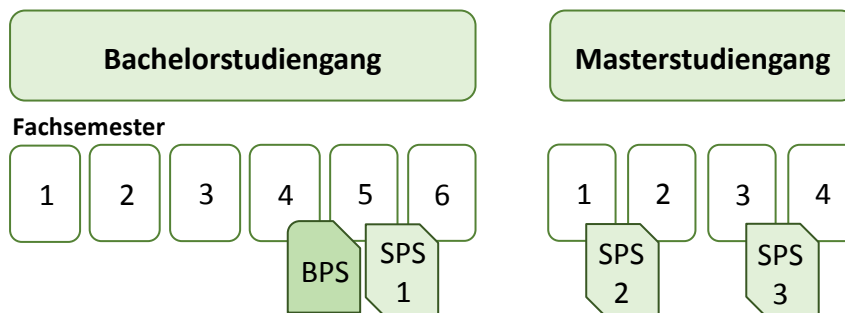 Bachelorstudiengang Masterstudiengang
Fachsemester
1 2 3 4 5 6 1 2 3 4
BPS SPS 1 SPS 2 SPS 3